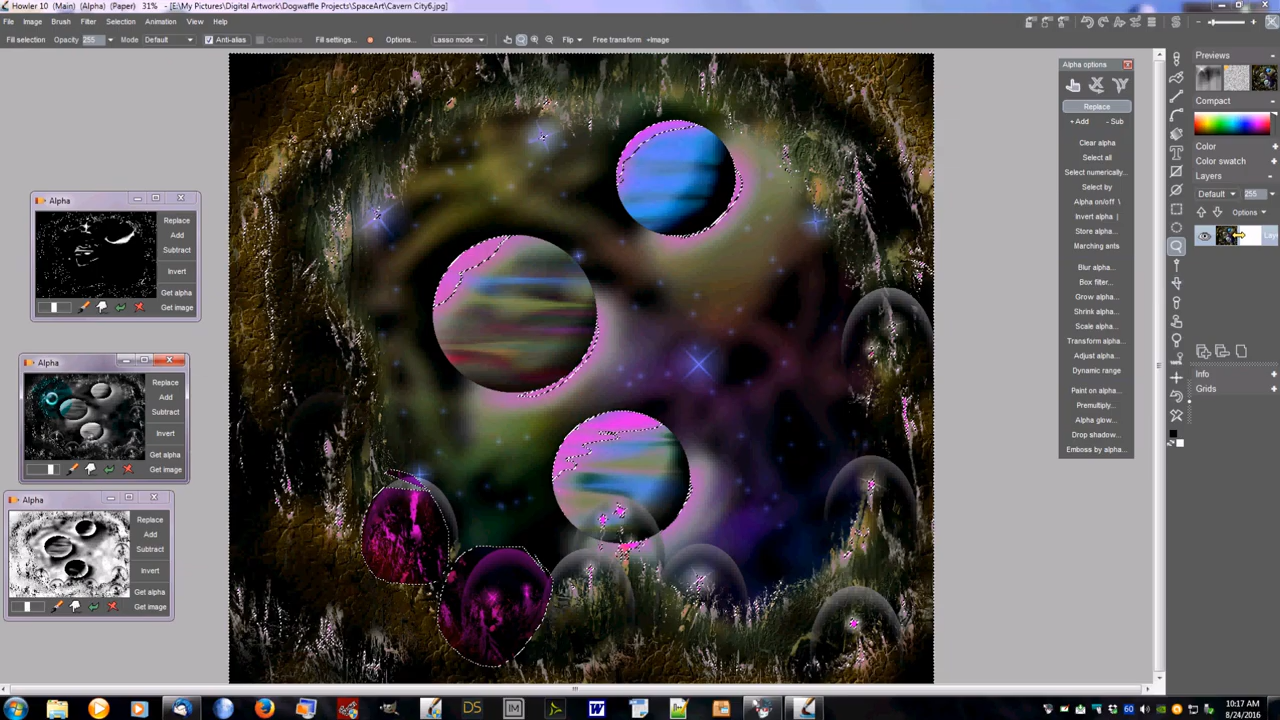 Howler 10 (Main) (Alpha) (Paper) 31% - [E:\My Pictures\Digital Artwork\Dogwaffle Projects\SpaceArt\Cavern City6.jpg]
File Image Brush Filter Selection Animation View Help
Fill selection Opacity 255 Mode Default Anti-alias Crosshairs Fill settings... Options... Lasso mode Flip Free transform +Image
Alpha options
Replace
+ Add - Sub
Clear alpha
Select all
Select numerically...
Select by
Alpha on/off \
Invert alpha |
Store alpha...
Marching ants
Blur alpha...
Box filter...
Grow alpha...
Shrink alpha...
Scale alpha...
Transform alpha...
Adjust alpha...
Dynamic range
Paint on alpha...
Premultiply...
Alpha glow...
Drop shadow...
Emboss by alpha...
Previews
Compact
Color
Color swatch
Layers
Default 255
Options
Info
Grids
Alpha
Replace
Add
Subtract
Invert
Get alpha
Get image
Alpha
Replace
Add
Subtract
Invert
Get alpha
Get image
Alpha
Replace
Add
Subtract
Invert
Get alpha
Get image
DS
IM
W
60
10:17 AM
8/24/2016